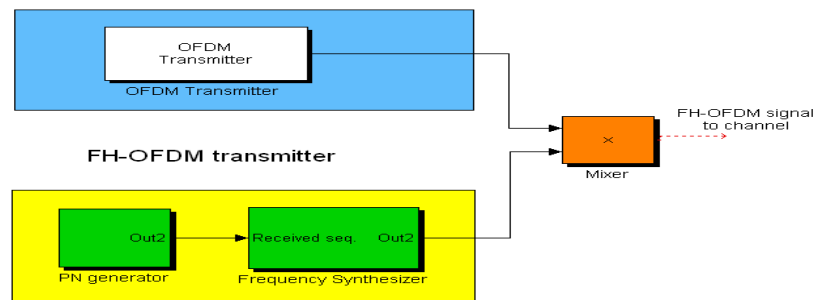 OFDM
Transmitter
OFDM Transmitter
FH-OFDM signal
to channel
x
Mixer
FH-OFDM transmitter
Out2
PN generator
Received seq. Out2
Frequency Synthesizer